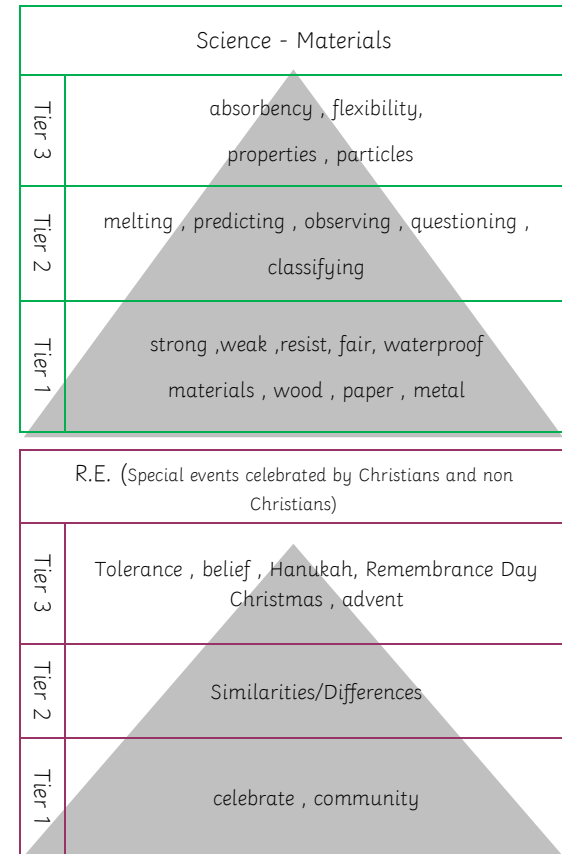 Science - Materials
Tier 3
absorbency , flexibility,
properties , particles
Tier 2
melting , predicting , observing , questioning ,
classifying
Tier 1
strong ,weak ,resist, fair, waterproof
materials , wood , paper , metal
R.E. (Special events celebrated by Christians and non
Christians)
Tier 3
Tolerance , belief , Hanukah, Remembrance Day
Christmas , advent
Tier 2
Similarities/Differences
Tier 1
celebrate , community